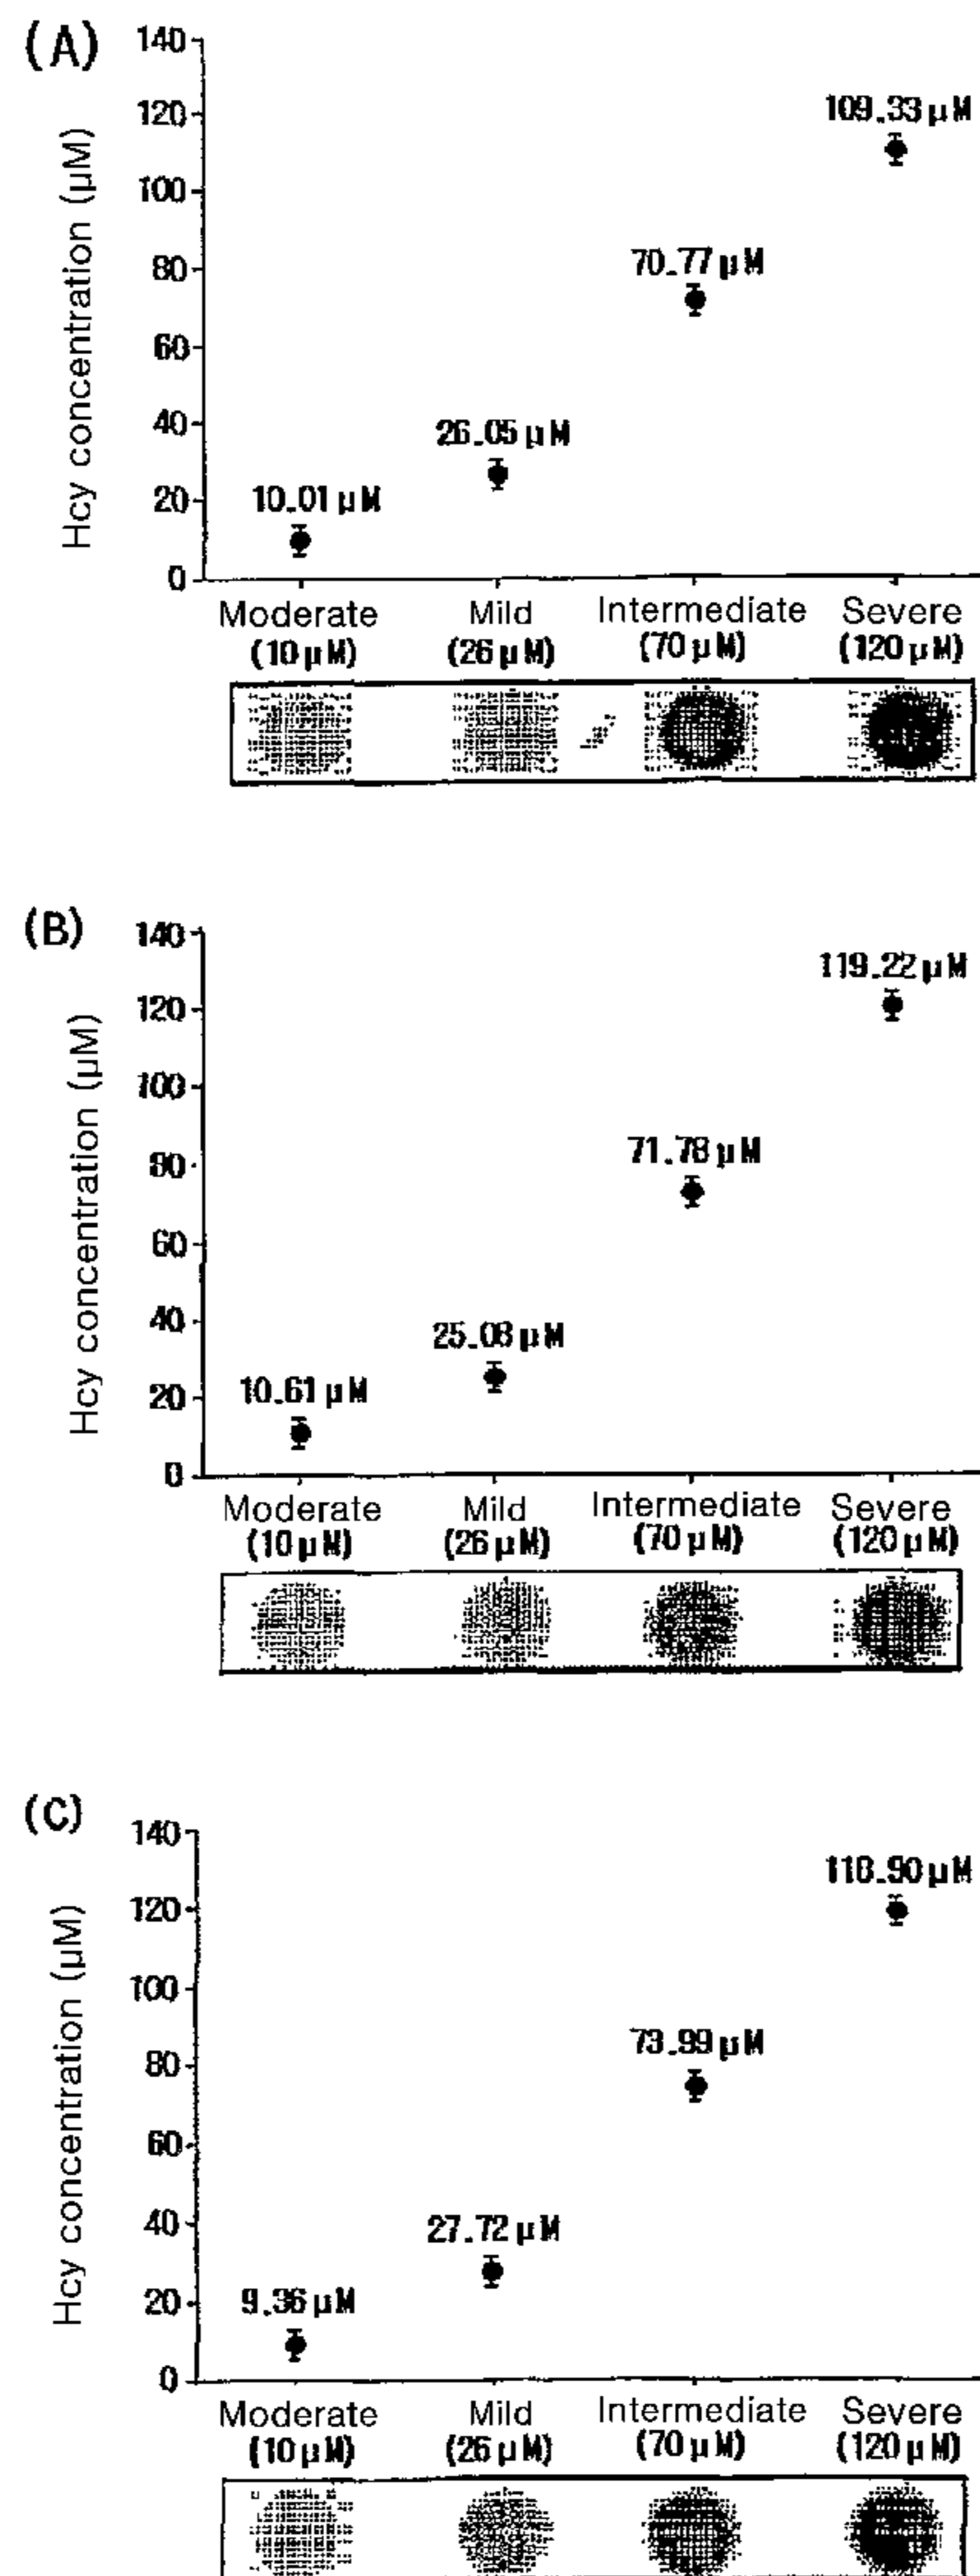 (A)
Hcy concentration (μM)
140
120
100
80
60
40
20
0
109.33 μM
70.77 μM
26.05 μM
10.01 μM
Moderate Mild Intermediate Severe
(10 μM) (26 μM) (70 μM) (120 μM)
(B)
Hcy concentration (μM)
140
120
100
80
60
40
20
0
119.22 μM
71.78 μM
25.08 μM
10.61 μM
Moderate Mild Intermediate Severe
(10 μM) (26 μM) (70 μM) (120 μM)
(C)
Hcy concentration (μM)
140
120
100
80
60
40
20
0
118.90 μM
73.99 μM
27.72 μM
9.36 μM
Moderate Mild Intermediate Severe
(10 μM) (26 μM) (70 μM) (120 μM)